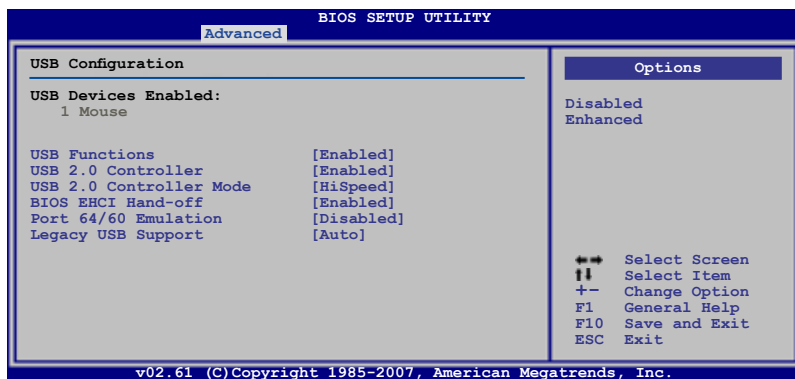 BIOS SETUP UTILITY
Advanced
USB Configuration
USB Devices Enabled:
1 Mouse
USB Functions [Enabled]
USB 2.0 Controller [Enabled]
USB 2.0 Controller Mode [HiSpeed]
BIOS EHCI Hand-off [Enabled]
Port 64/60 Emulation [Disabled]
Legacy USB Support [Auto]
Options
Disabled
Enhanced
←→ Select Screen
↑↓ Select Item
+- Change Option
F1 General Help
F10 Save and Exit
ESC Exit
v02.61 (C)Copyright 1985-2007, American Megatrends, Inc.